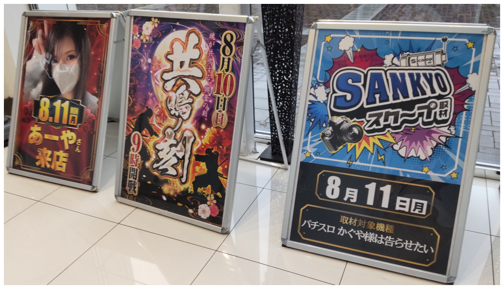 8.11
あーやさん
来店
8月10日
共鳴刻
9時開戦
SANKYO
スクープ取材
8月11日月
取材対象機種
パチスロ かぐや様は告らせたい